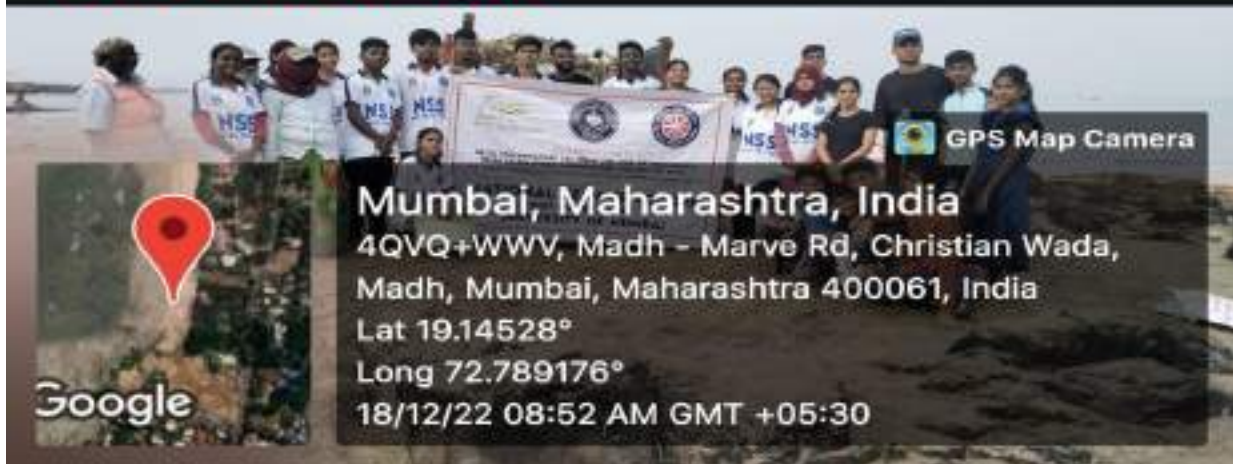 NSS
NSS
NSS
NSS
GPS Map Camera
Mumbai, Maharashtra, India
4QVQ+WWV, Madh - Marve Rd, Christian Wada,
Madh, Mumbai, Maharashtra 400061, India
Lat 19.14528°
Long 72.789176°
18/12/22 08:52 AM GMT +05:30
Google